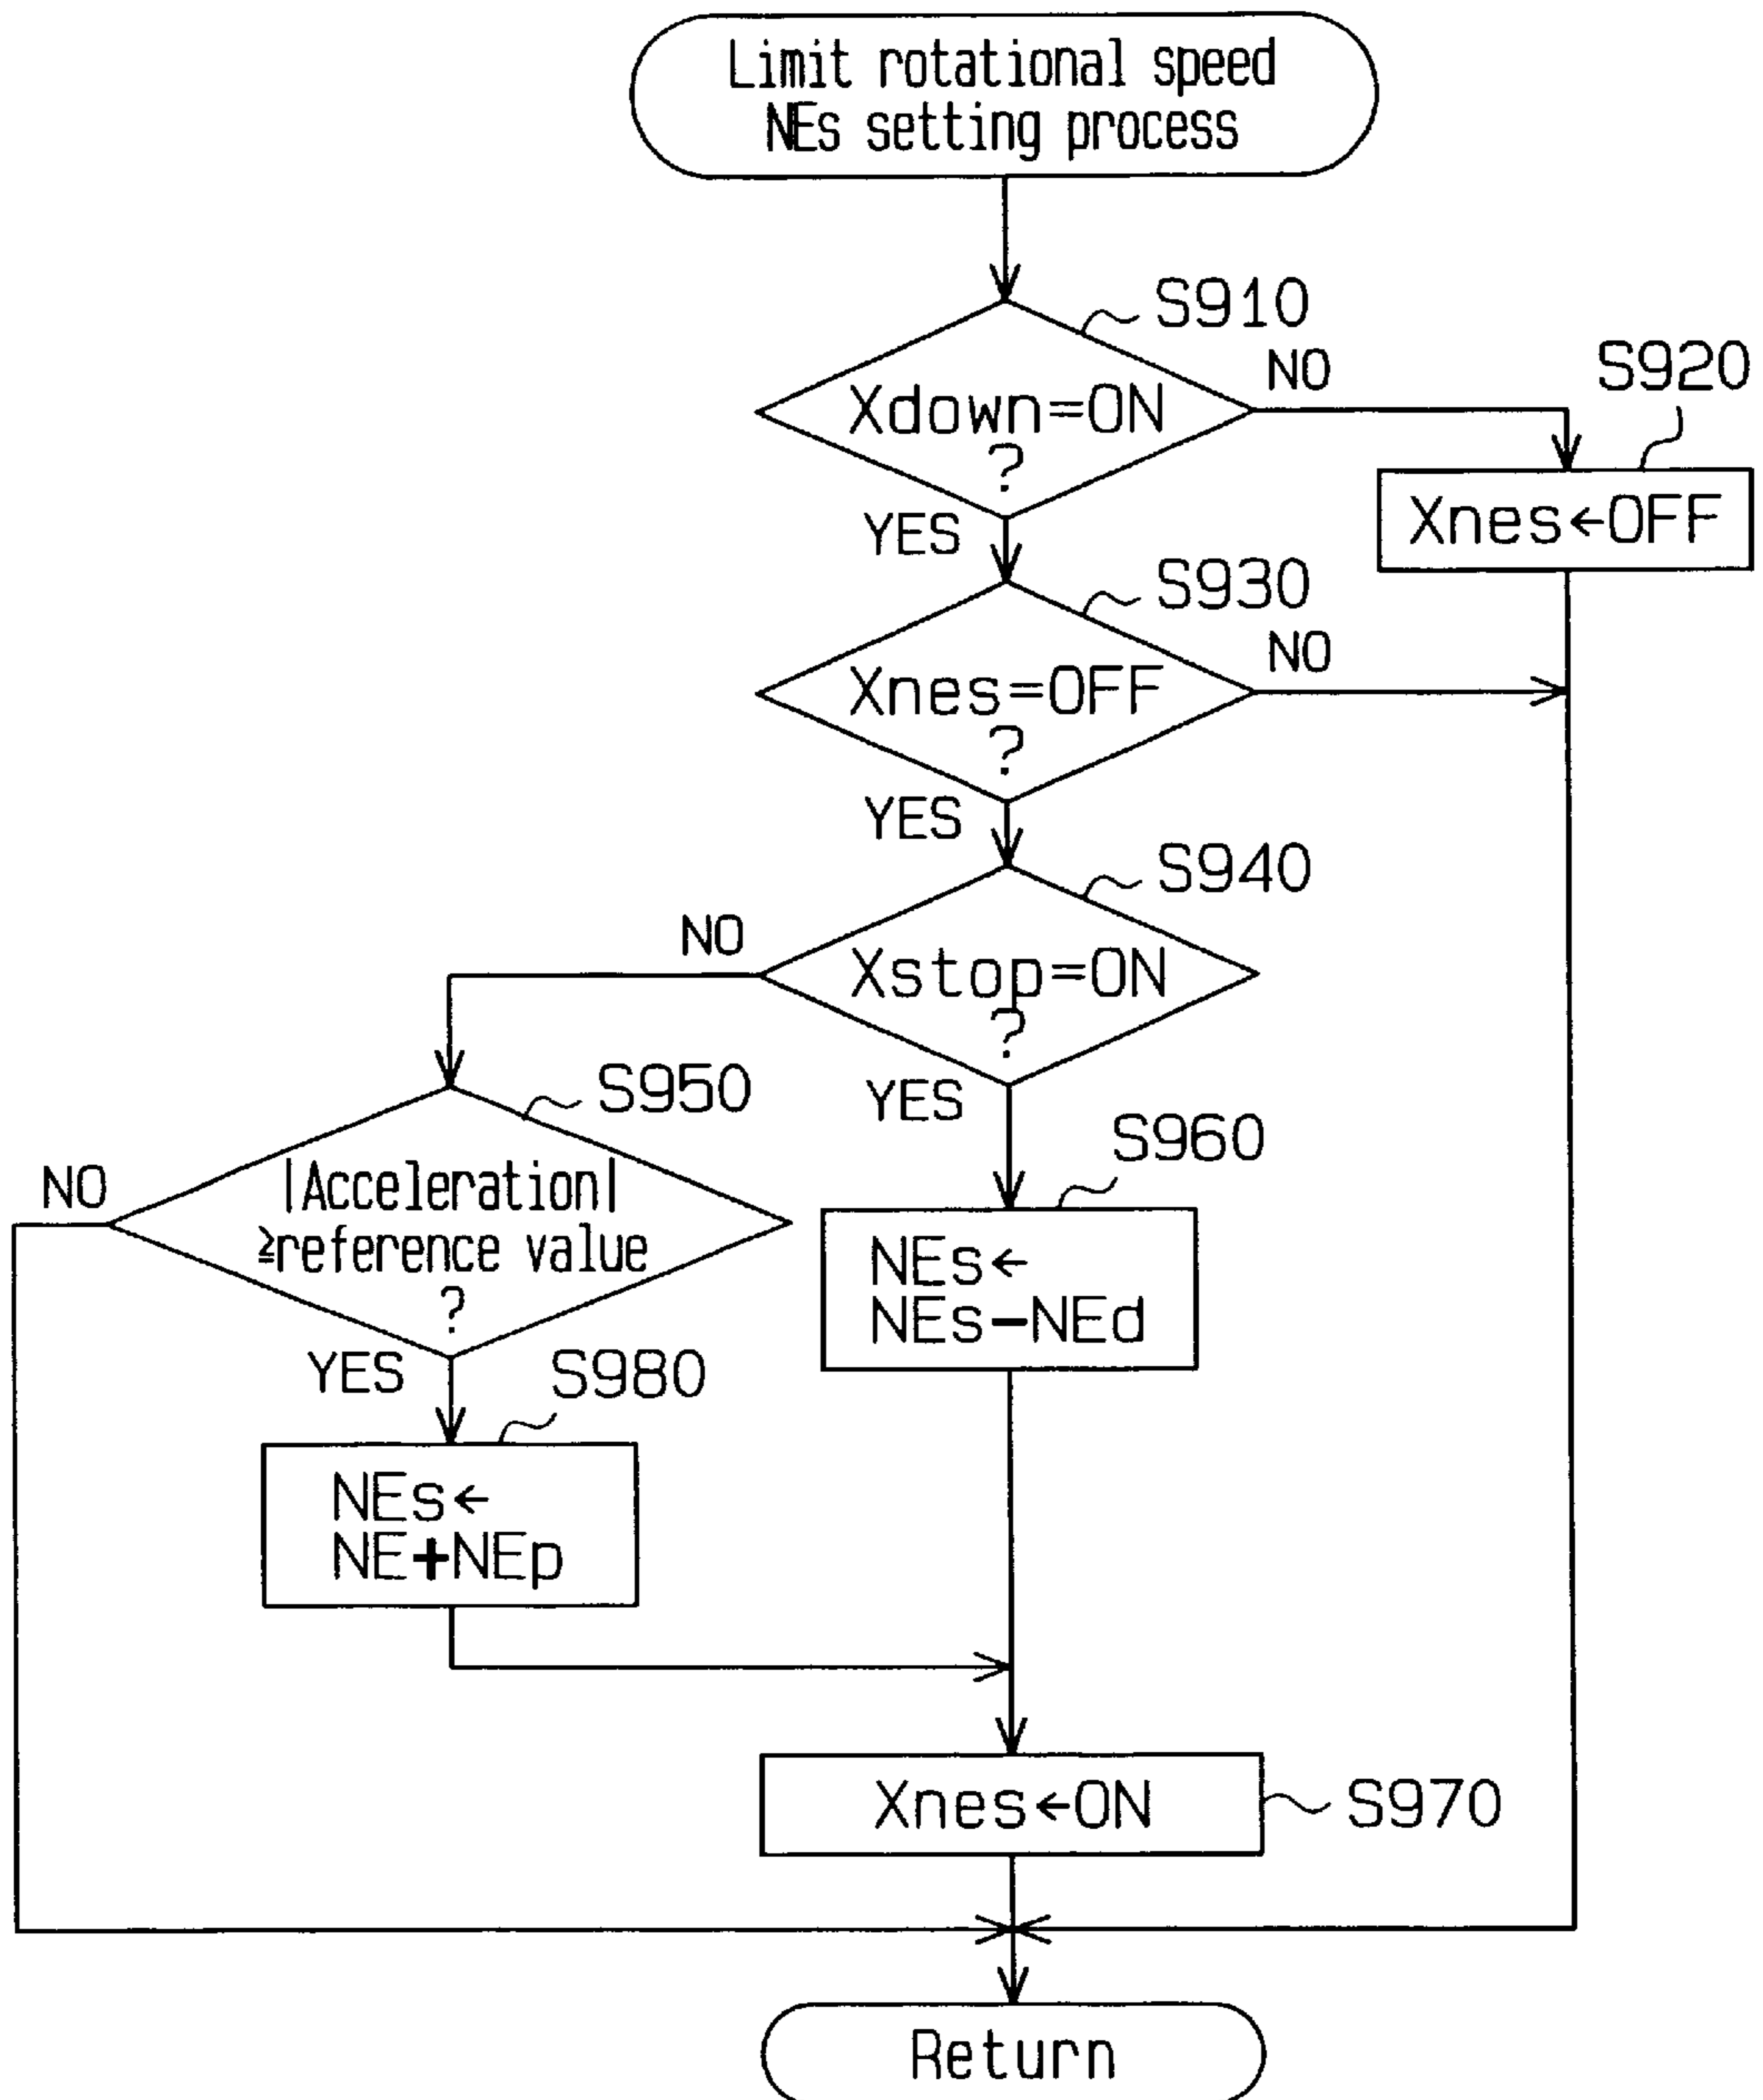 Limit rotational speed
NEs setting process
S910
Xdown=ON
?
NO
YES
S920
Xnes←OFF
S930
Xnes=OFF
?
NO
YES
S940
Xstop=ON
?
NO
YES
S950
|Acceleration|
≧reference value
?
NO
YES
S960
NEs←
NEs−NEd
S980
NEs←
NE+NEp
Xnes←ON
S970
Return